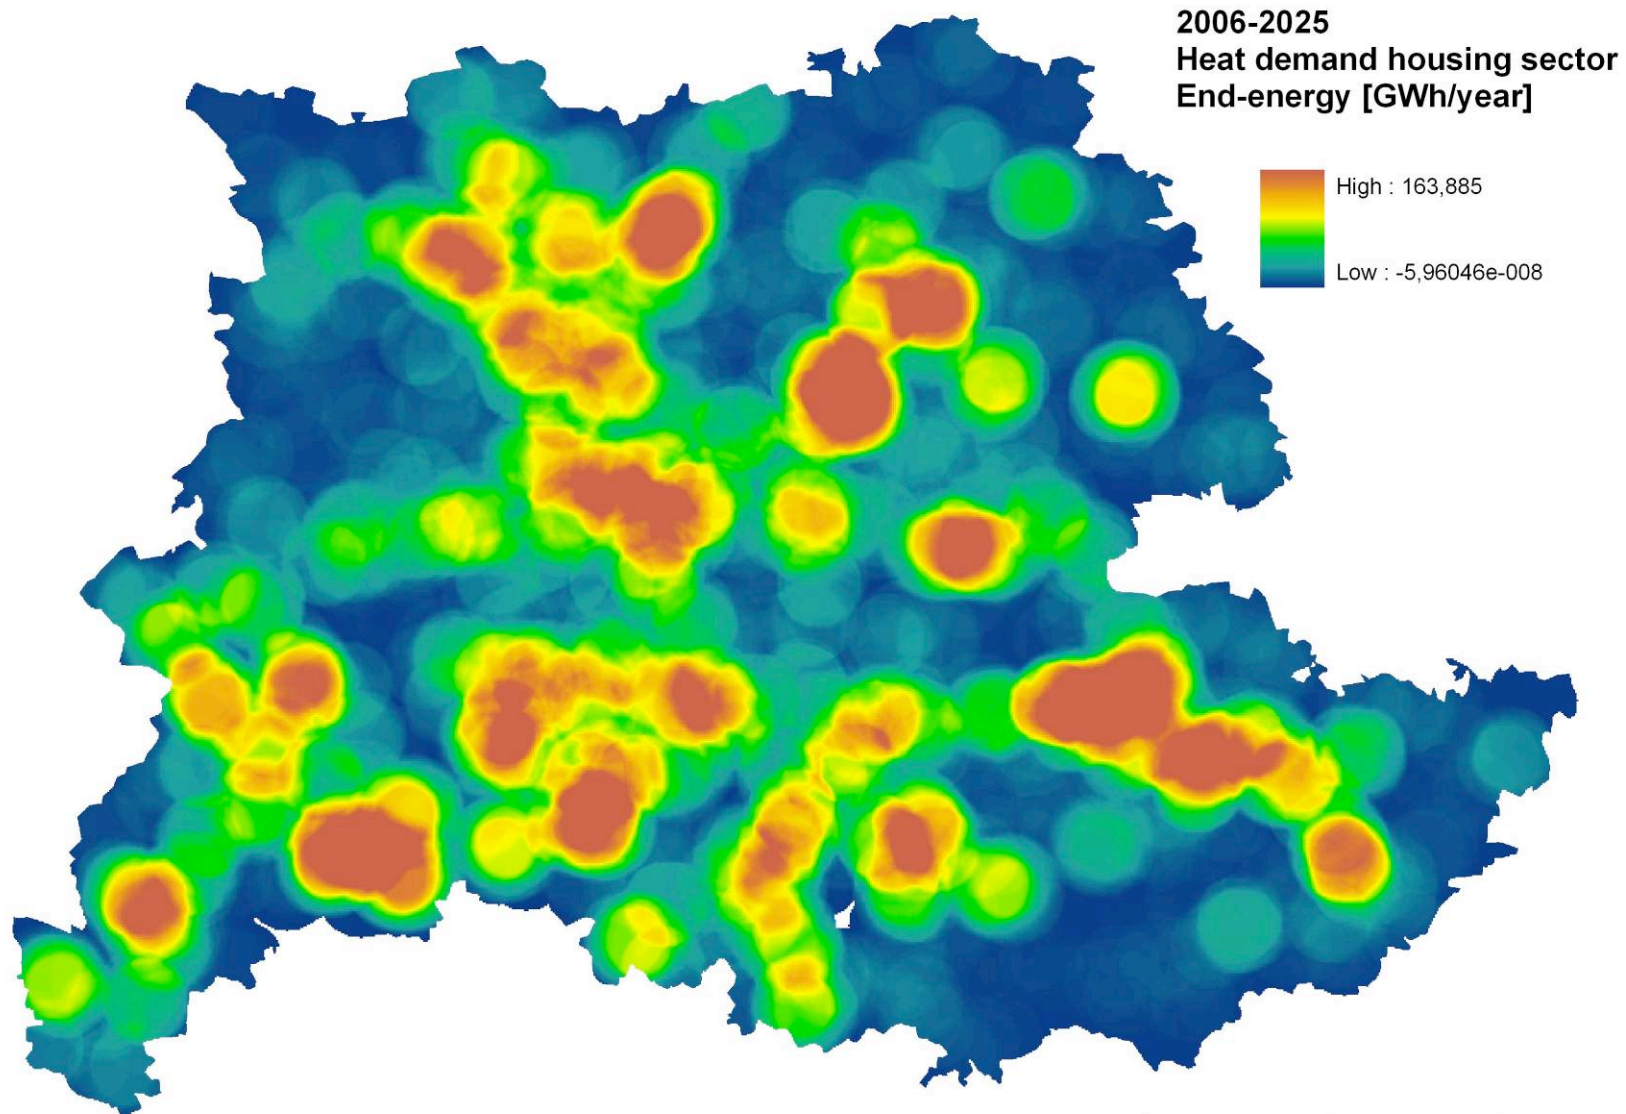 2006-2025
Heat demand housing sector
End-energy [GWh/year]
High : 163,885
Low : -5,96046e-008